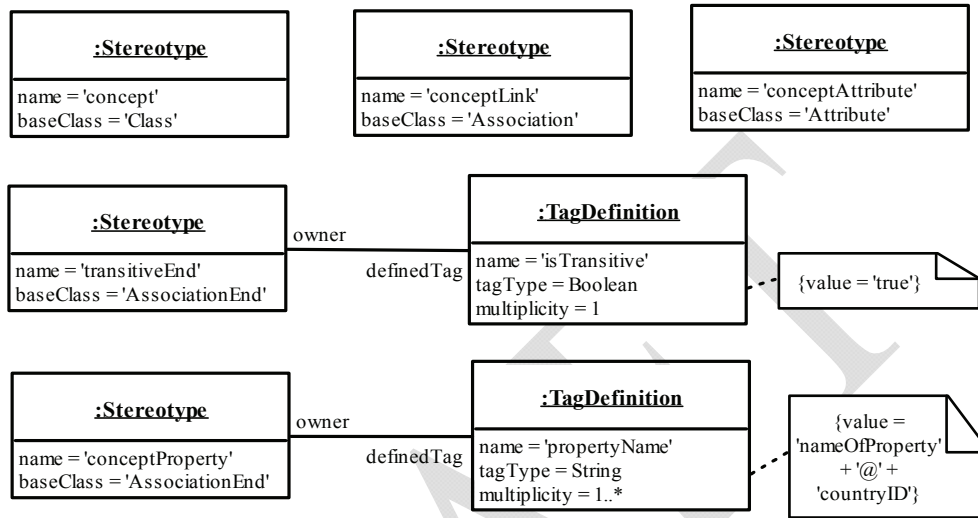 :Stereotype
name = 'concept'
baseClass = 'Class'
:Stereotype
name = 'conceptLink'
baseClass = 'Association'
:Stereotype
name = 'conceptAttribute'
baseClass = 'Attribute'
:Stereotype
name = 'transitiveEnd'
baseClass = 'AssociationEnd'
owner
definedTag
:TagDefinition
name = 'isTransitive'
tagType = Boolean
multiplicity = 1
{value = 'true'}
:Stereotype
name = 'conceptProperty'
baseClass = 'AssociationEnd'
owner
definedTag
:TagDefinition
name = 'propertyName'
tagType = String
multiplicity = 1..*
{value =
'nameOfProperty'
+ '@' +
'countryID'}